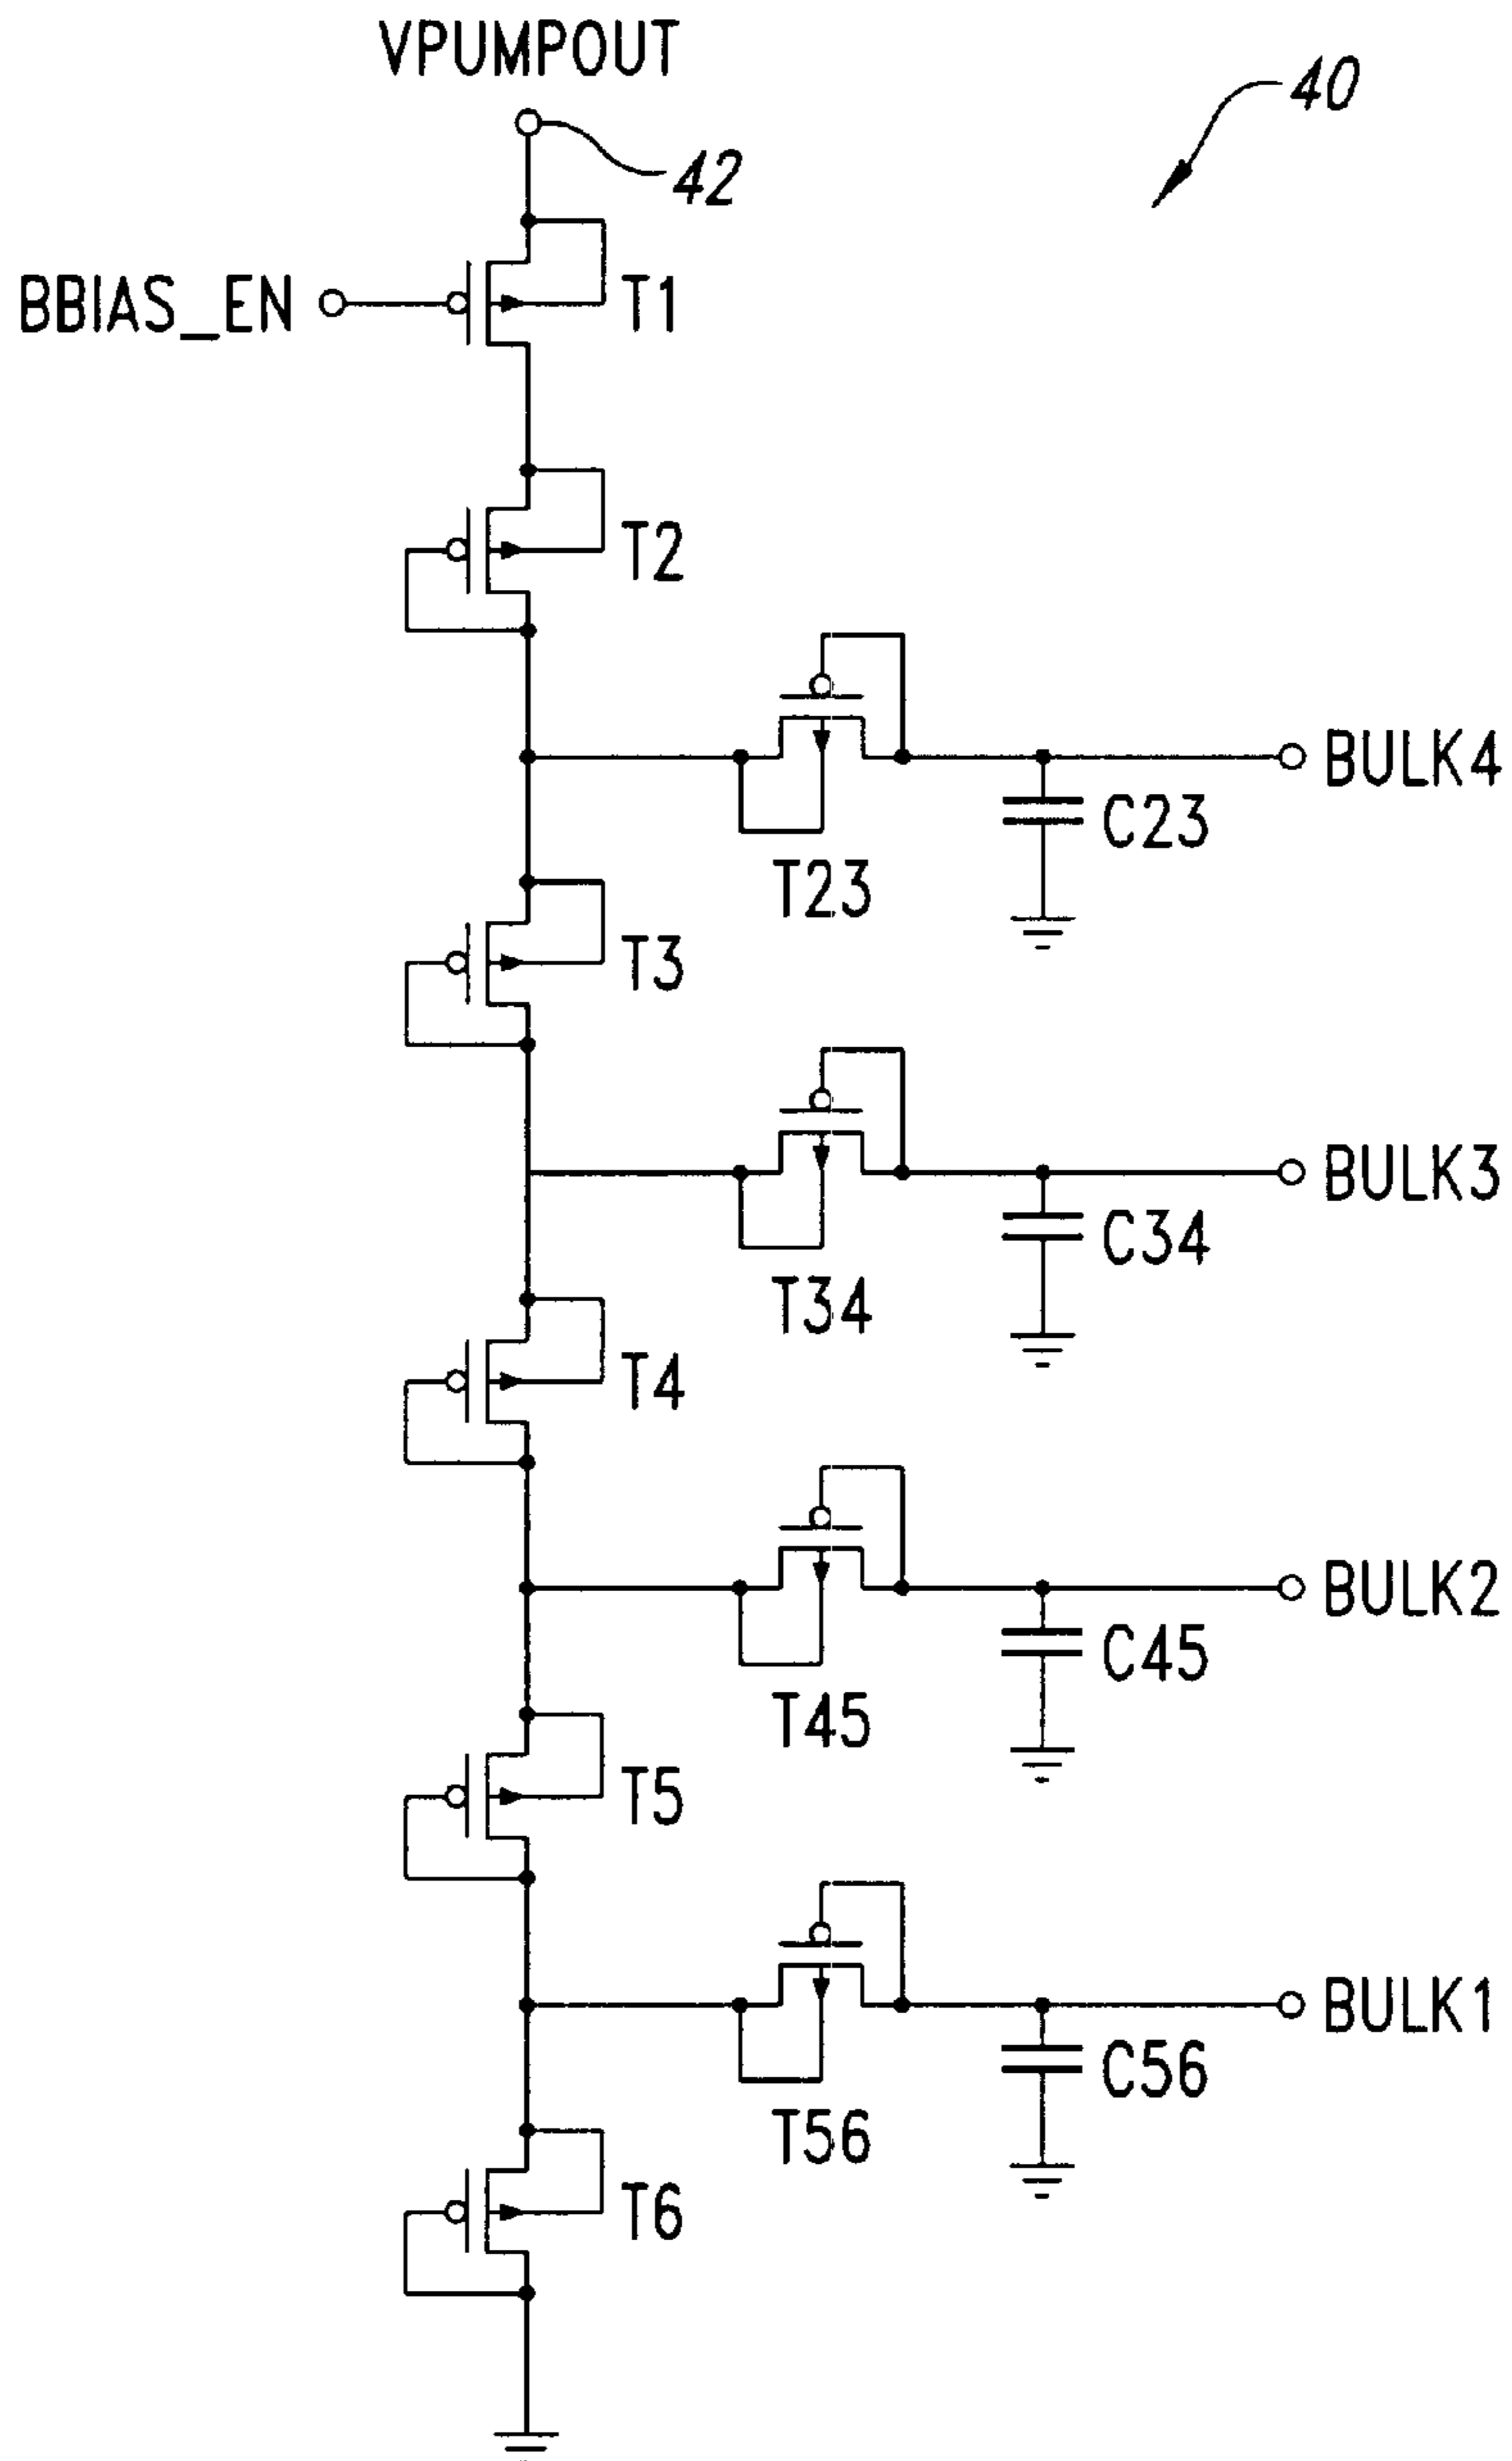 VPUMPOUT
40
42
BBIAS_EN
T1
T2
BULK4
C23
T23
T3
BULK3
C34
T34
T4
BULK2
C45
T45
T5
BULK1
C56
T56
T6